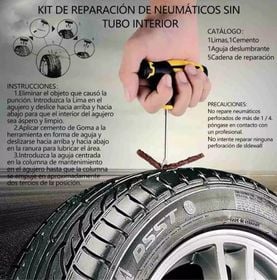 KIT DE REPARACIÓN DE NEUMÁTICOS SIN
TUBO INTERIOR
CATÁLOGO:
1Limas,1Cemento
1Aguja deslumbrante
5Cadena de reparación
INSTRUCCIONES:
1.Eliminar el objeto que causó la
punción. Introduzca la Lima en el
agujero y deslice hacia arriba y hacia
abajo para que el interior del agujero
sea áspero y limpio.
2.Aplicar cemento de Goma a la
herramienta en forma de aguja y
deslizarse hacia arriba y hacia abajo
en la ranura para lubricar el área.
3.Introduzca la aguja centrada
en la columna de mantenimiento
en el agujero hasta que la columna
se enganche en aproximadamente
dos tercios de la posición.
PRECAUCIONES:
No repare neumáticos
perforados de más de 1 / 4.
póngase en contacto con
un profesional.
No intente reparar ninguna
perforación de sidewall
DSST